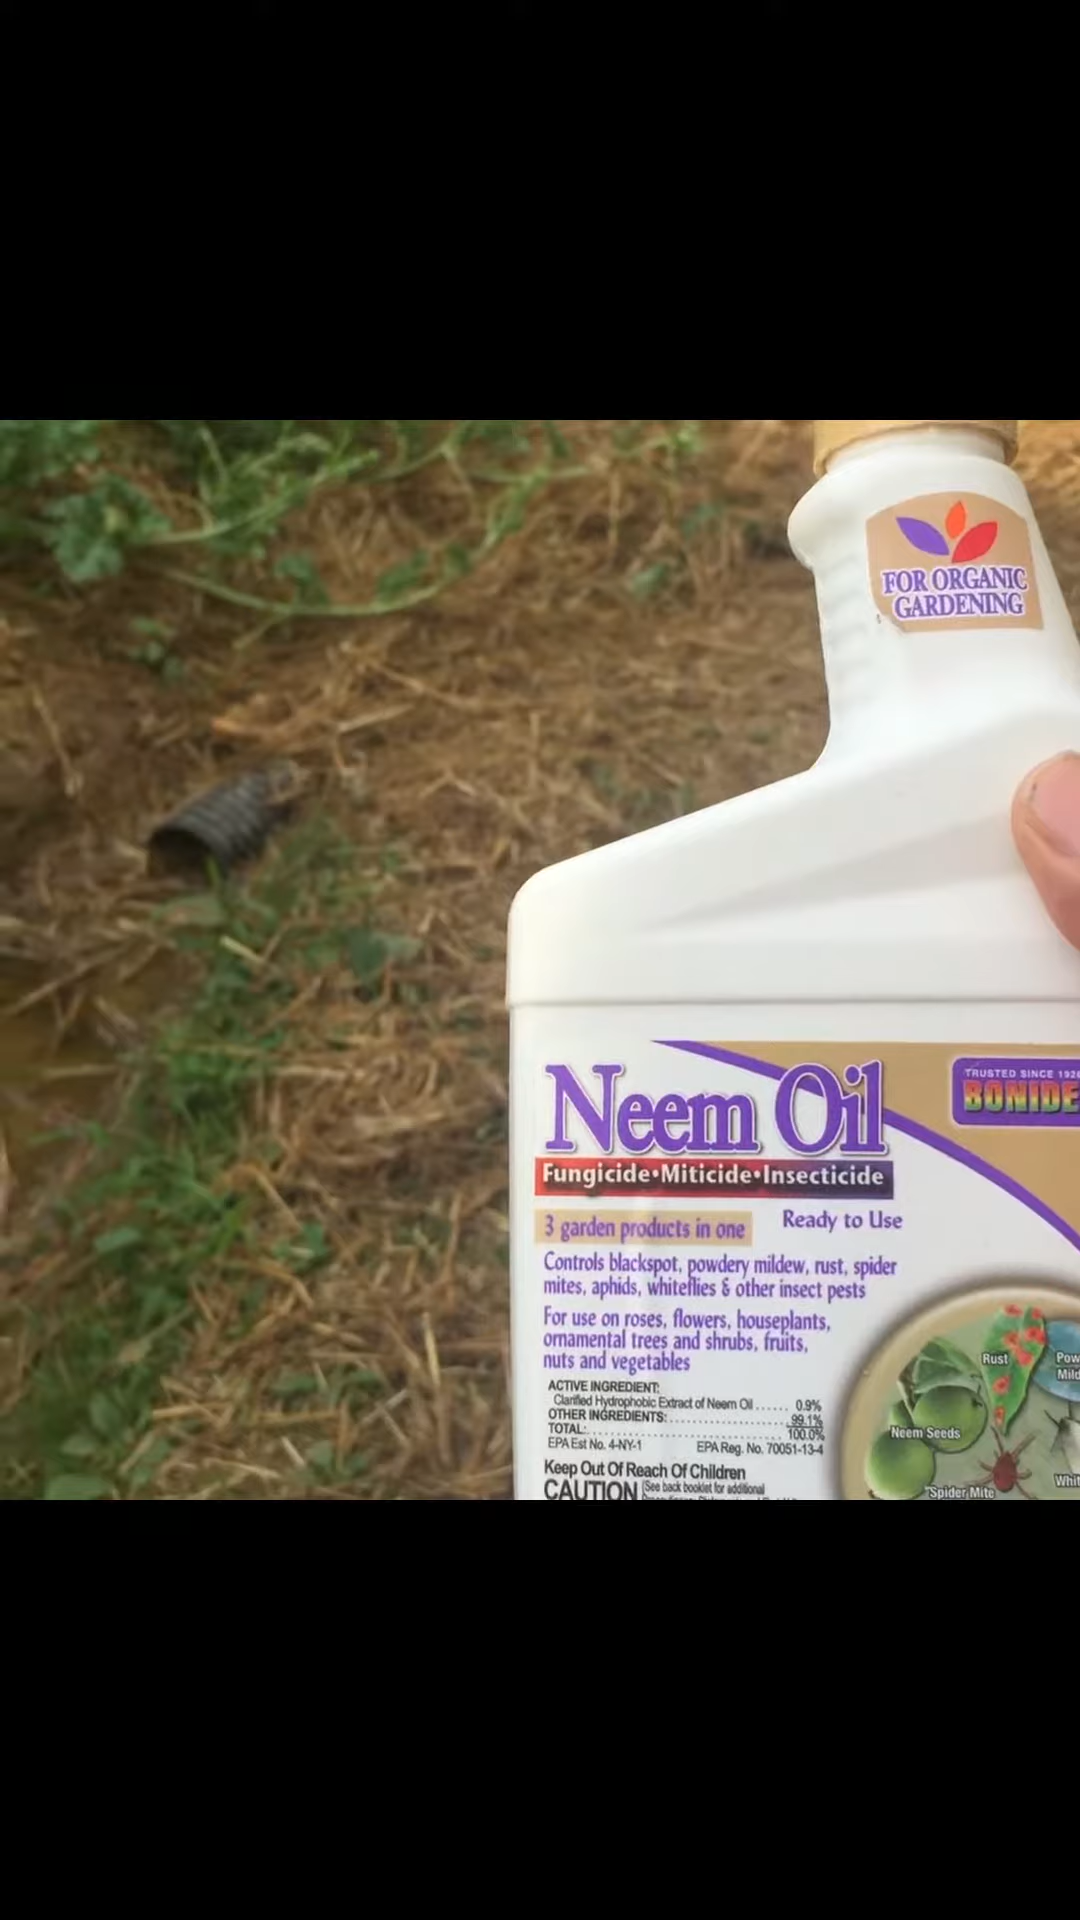 FOR ORGANIC
GARDENING
Neem Oil
TRUSTED SINCE 192
BONIDE
Fungicide•Miticide•Insecticide
3 garden products in one
Ready to Use
Controls blackspot, powdery mildew, rust, spider
mites, aphids, whiteflies & other insect pests
For use on roses, flowers, houseplants,
ornamental trees and shrubs, fruits,
nuts and vegetables
ACTIVE INGREDIENT:
Clarified Hydrophobic Extract of Neem Oil ...... 0.9%
OTHER INGREDIENTS: ........................ 99.1%
TOTAL: ........................ 100.0%
EPA Est No. 4-NY-1 EPA Reg. No. 70051-13-4
Keep Out Of Reach Of Children
CAUTION
See back booklet for additional
Rust
Pow
Mild
Neem Seeds
Whit
Spider Mite